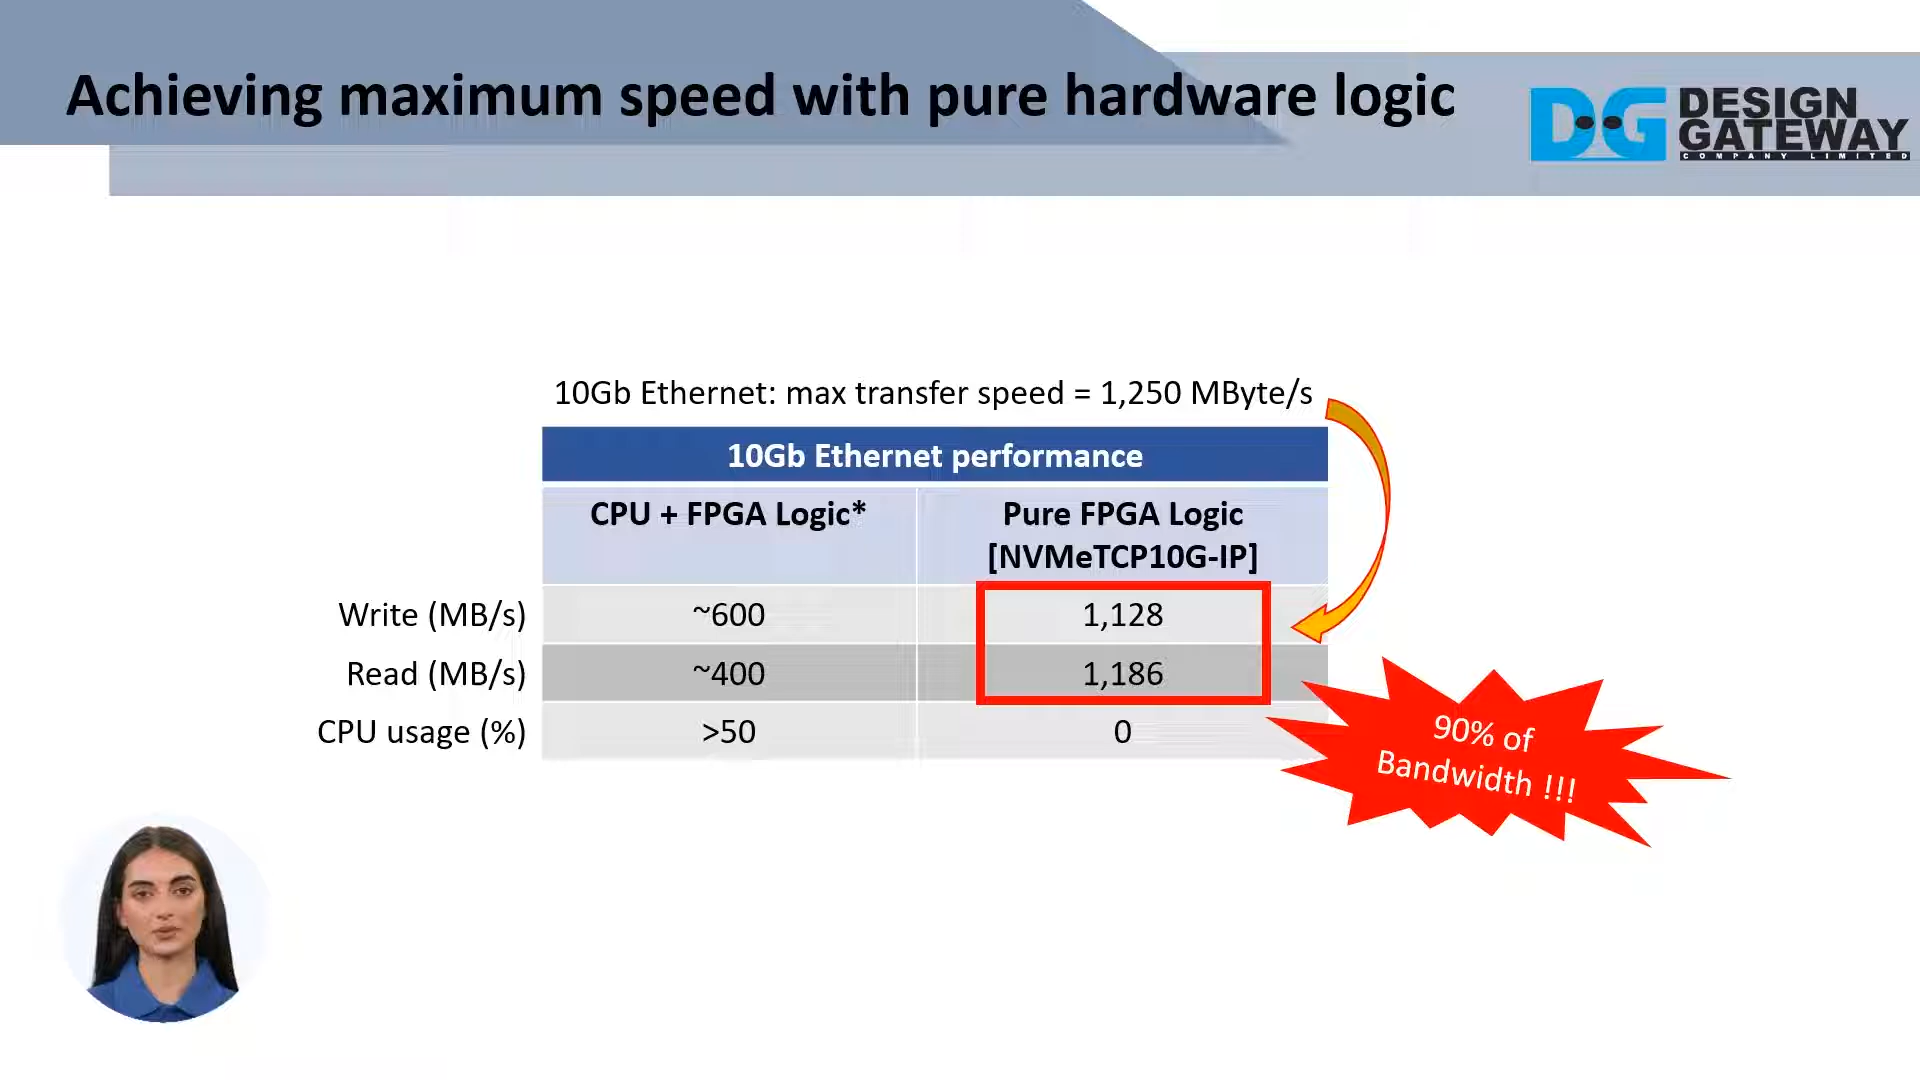 Achieving maximum speed with pure hardware logic
DG DESIGN
GATEWAY
COMPANY LIMITED
10Gb Ethernet: max transfer speed = 1,250 MByte/s
10Gb Ethernet performance
CPU + FPGA Logic* Pure FPGA Logic
[NVMeTCP10G-IP]
Write (MB/s) ~600 1,128
Read (MB/s) ~400 1,186
CPU usage (%) >50 0
90% of
Bandwidth !!!